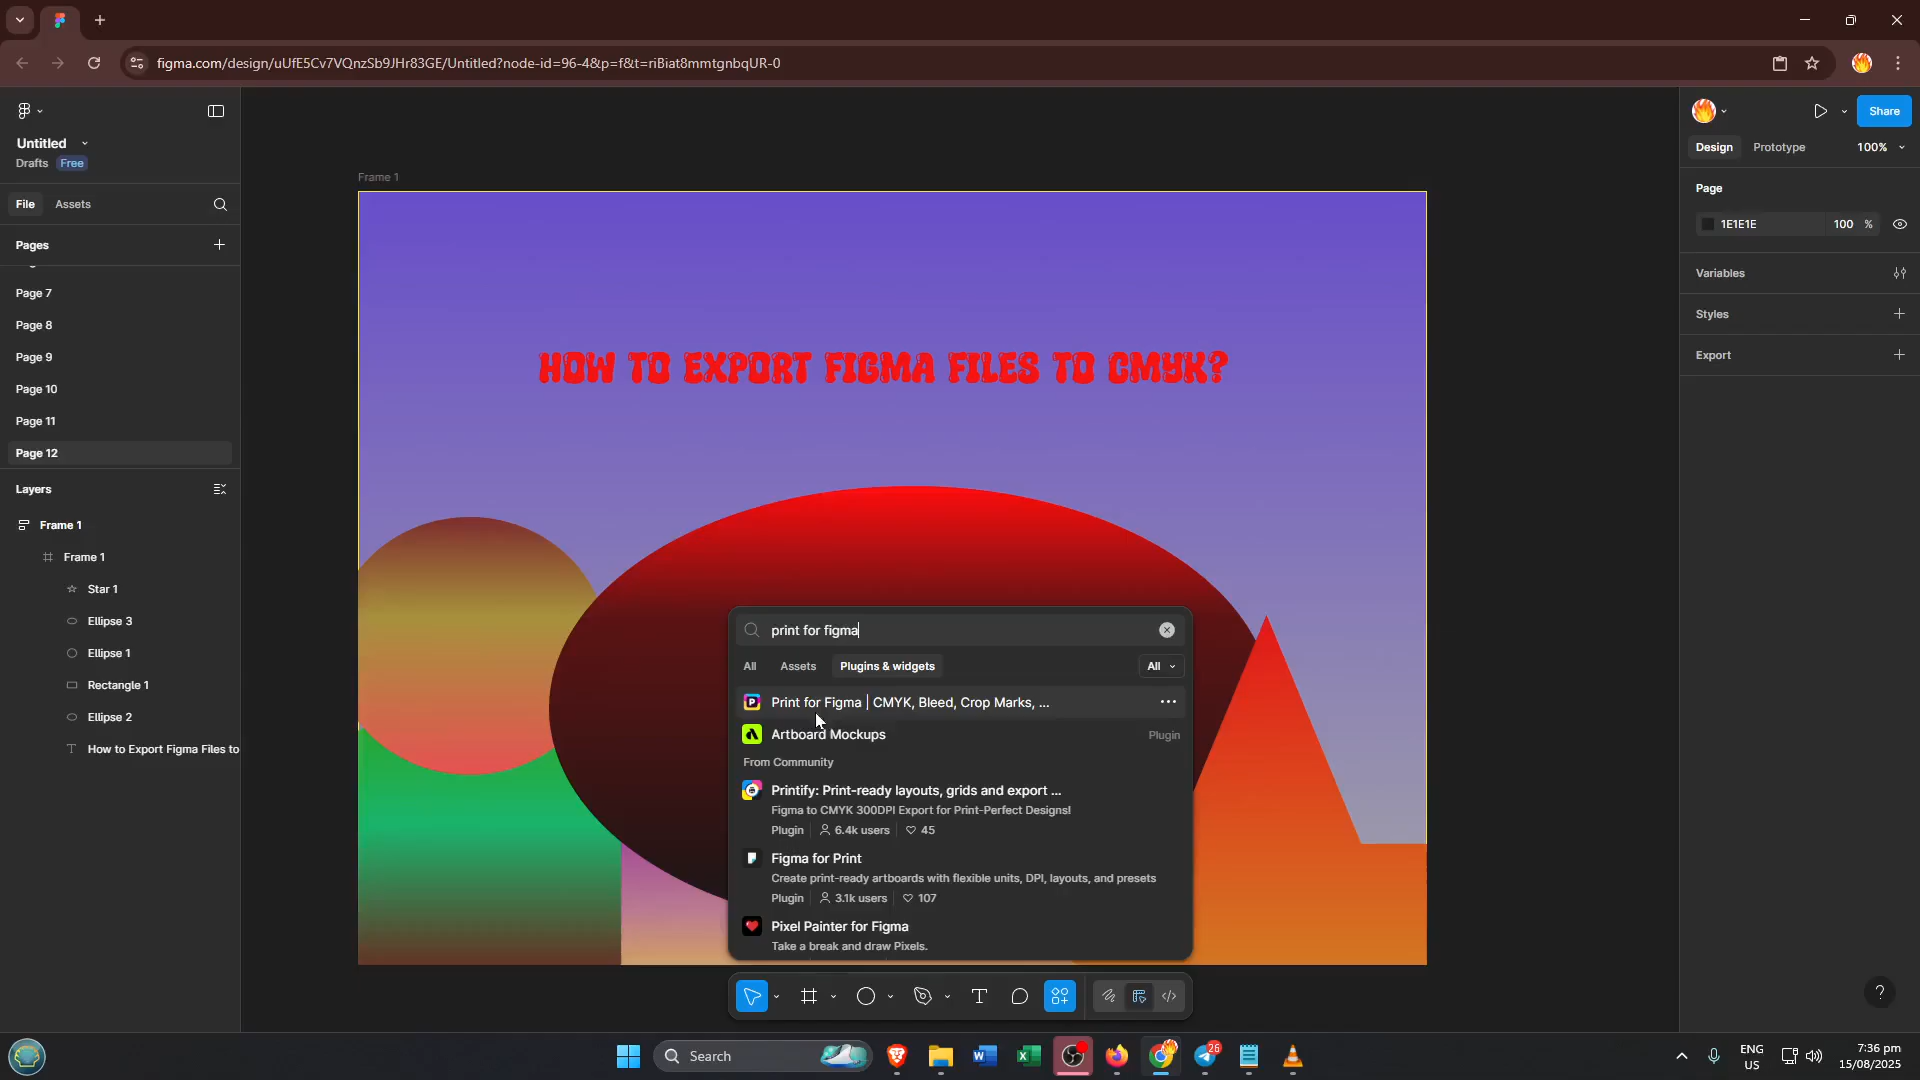 figma.com/design/uUfE5Cv7VQnzSb9JHr83GE/Untitled?node-id=96-4&p=f&t=riBiat8mmtgnbqUR-0
Untitled
Drafts Free
File Assets
Pages
Page 7
Page 8
Page 9
Page 10
Page 11
Page 12
Layers
Frame 1
Frame 1
Star 1
Ellipse 3
Ellipse 1
Rectangle 1
Ellipse 2
How to Export Figma Files to
Frame 1
HOW TO EXPORT FIGMA FILES TO CMYK?
print for figma
All Assets Plugins & widgets All
Print for Figma | CMYK, Bleed, Crop Marks, ...
Artboard Mockups Plugin
From Community
Printify: Print-ready layouts, grids and export ...
Figma to CMYK 300DPI Export for Print-Perfect Designs!
Plugin 6.4k users 45
Figma for Print
Create print-ready artboards with flexible units, DPI, layouts, and presets
Plugin 3.1k users 107
Pixel Painter for Figma
Take a break and draw Pixels.
T
</>
Share
Design Prototype 100%
Page
1E1E1E 100 %
Variables
Styles
Export
?
Search
26
ENG
US
7:36 pm
15/08/2025